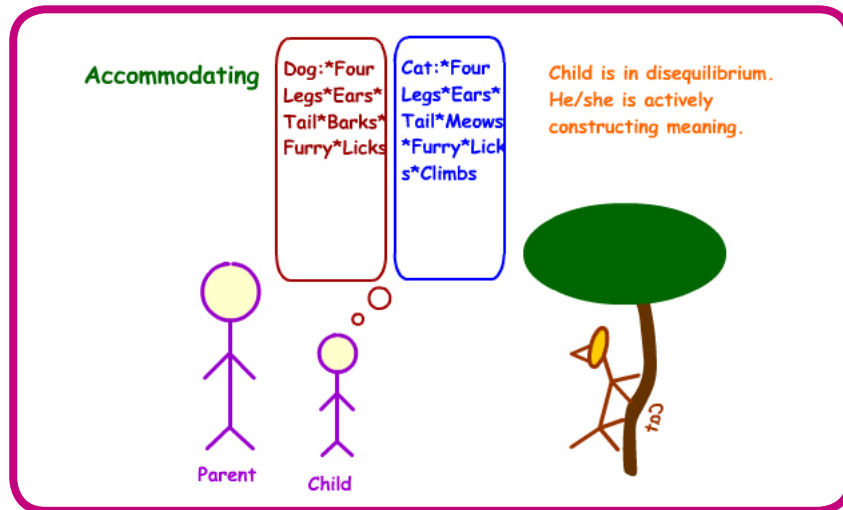 Accommodating
Dog:*Four
Legs*Ears*
Tail*Barks*
Furry*Licks
Cat:*Four
Legs*Ears*
Tail*Meows
*Furry*Lick
s*Climbs
Child is in disequilibrium.
He/she is actively
constructing meaning.
Parent
Child
Cat